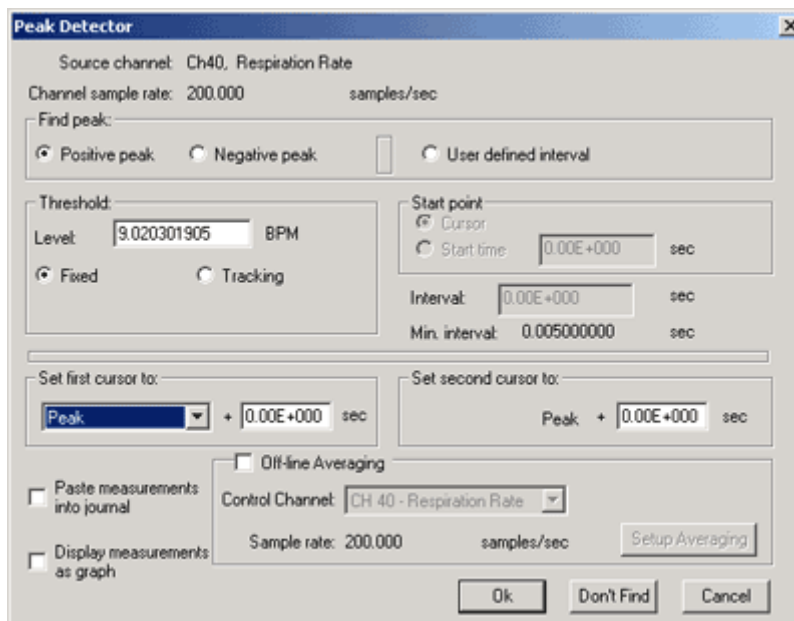 Peak Detector
Source channel: Ch40, Respiration Rate
Channel sample rate: 200.000 samples/sec
Find peak:
Positive peak Negative peak User defined interval
Threshold:
Level: 9.020301905 BPM
Fixed Tracking
Start point
Cursor
Start time 0.00E+000 sec
Interval: 0.00E+000 sec
Min. interval: 0.005000000 sec
Set first cursor to:
Peak + 0.00E+000 sec
Set second cursor to:
Peak + 0.00E+000 sec
Paste measurements
into journal
Display measurements
as graph
Off-line Averaging
Control Channel: CH 40 - Respiration Rate
Sample rate: 200.000 samples/sec
Setup Averaging
Ok Don't Find Cancel